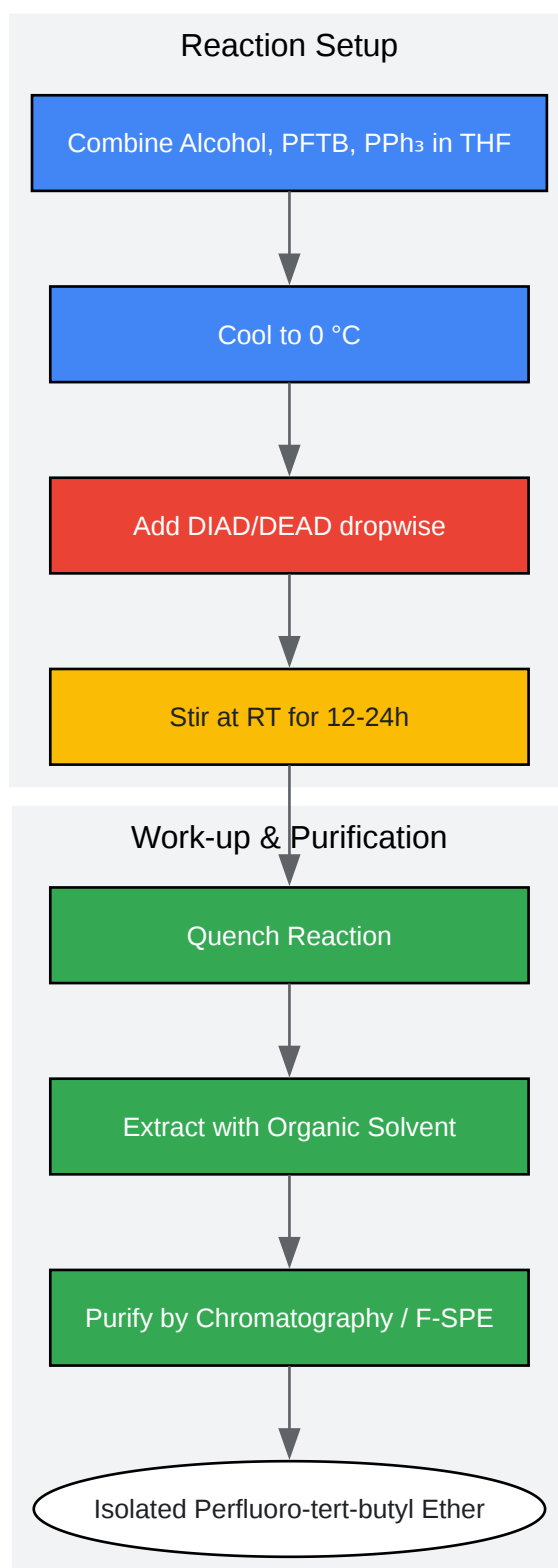 Reaction Setup
Combine Alcohol, PFTB, PPh₃ in THF
Cool to 0 °C
Add DIAD/DEAD dropwise
Stir at RT for 12-24h
Work-up & Purification
Quench Reaction
Extract with Organic Solvent
Purify by Chromatography / F-SPE
Isolated Perfluoro-tert-butyl Ether